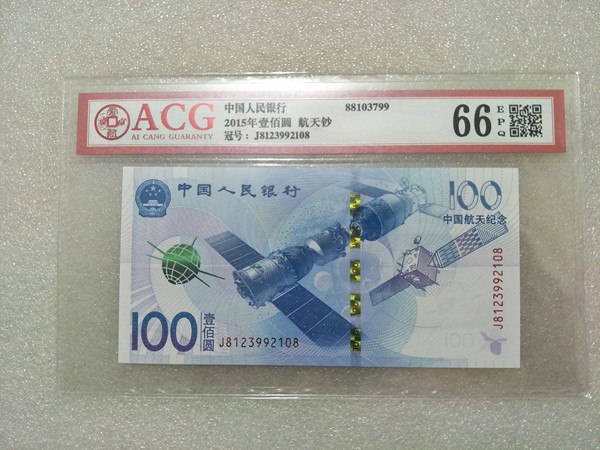 ACG
AI CANG GUARANTY
中国人民银行 88103799
2015年壹佰圆 航天钞
冠号: J8123992108
66 EPQ
中国人民银行
100
中国航天纪念
J8123992108
100 壹佰圆 J8123992108
100